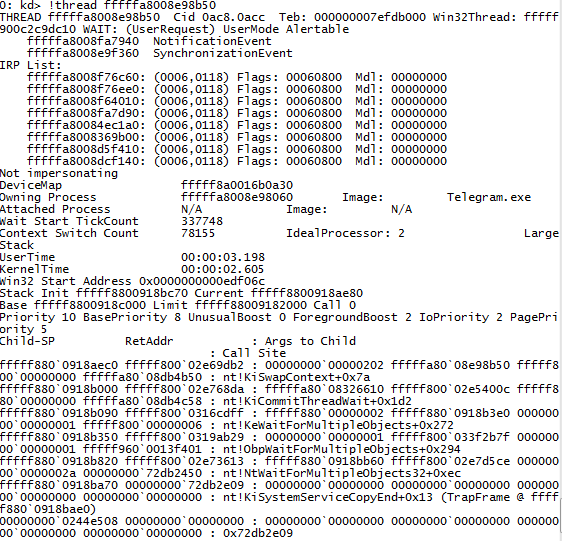 0: kd> !thread fffffa8008e98b50
THREAD fffffa8008e98b50  Cid 0ac8.0acc  Teb: 000000007efdb000 Win32Thread: fffff
900c2c9dc10 WAIT: (UserRequest) UserMode Alertable
    fffffa8008fa7940  NotificationEvent
    fffffa8008e9f360  SynchronizationEvent
IRP List:
    fffffa8008f76c60: (0006,0118) Flags: 00060800  Mdl: 00000000
    fffffa8008f76ee0: (0006,0118) Flags: 00060800  Mdl: 00000000
    fffffa8008f64010: (0006,0118) Flags: 00060800  Mdl: 00000000
    fffffa8008fa7d90: (0006,0118) Flags: 00060800  Mdl: 00000000
    fffffa80084ec1a0: (0006,0118) Flags: 00060800  Mdl: 00000000
    fffffa8008369b00: (0006,0118) Flags: 00060800  Mdl: 00000000
    fffffa8008d5f410: (0006,0118) Flags: 00060800  Mdl: 00000000
    fffffa8008dcf140: (0006,0118) Flags: 00060800  Mdl: 00000000
Not impersonating
DeviceMap                 fffff8a0016b0a30
Owning Process            fffffa8008e98060       Image:         Telegram.exe
Attached Process          N/A            Image:         N/A
Wait Start TickCount      337748
Context Switch Count      78155          IdealProcessor: 2                 Large
Stack
UserTime                  00:00:03.198
KernelTime                00:00:02.605
Win32 Start Address 0x0000000000edf06c
Stack Init fffff8800918bc70 Current fffff8800918ae80
Base fffff8800918c000 Limit fffff88009182000 Call 0
Priority 10 BasePriority 8 UnusualBoost 0 ForegroundBoost 2 IoPriority 2 PagePri
ority 5
Child-SP          RetAddr           : Args to Child
                              : Call Site
fffff880`0918aec0 fffff800`02e69db2 : 00000000`00000202 fffffa80`08e98b50 fffff8
00`00000000 fffffa80`08db4b50 : nt!KiSwapContext+0x7a
fffff880`0918b000 fffff800`02e768da : fffffa80`08326610 fffff800`02e5400c fffff8
80`00000000 fffffa80`08db4c58 : nt!KiCommitThreadWait+0x1d2
fffff880`0918b090 fffff800`0316cdff : fffff880`00000002 fffff880`0918b3e0 000000
00`00000001 fffff800`00000006 : nt!KeWaitForMultipleObjects+0x272
fffff880`0918b350 fffff800`0319ab29 : 00000000`00000001 fffff800`033f2b7f 000000
00`00000001 fffff960`0013f401 : nt!ObpWaitForMultipleObjects+0x294
fffff880`0918b820 fffff800`02e73613 : fffff880`0918bb60 fffff800`02e7d5ce 000000
00`0000002a 00000000`72db2450 : nt!NtWaitForMultipleObjects32+0xec
fffff880`0918ba70 00000000`72db2e09 : 00000000`00000000 00000000`00000000 000000
00`00000000 00000000`00000000 : nt!KiSystemServiceCopyEnd+0x13 (TrapFrame @ ffff
f880`0918bae0)
00000000`0244e508 00000000`00000000 : 00000000`00000000 00000000`00000000 000000
00`00000000 00000000`00000000 : 0x72db2e09